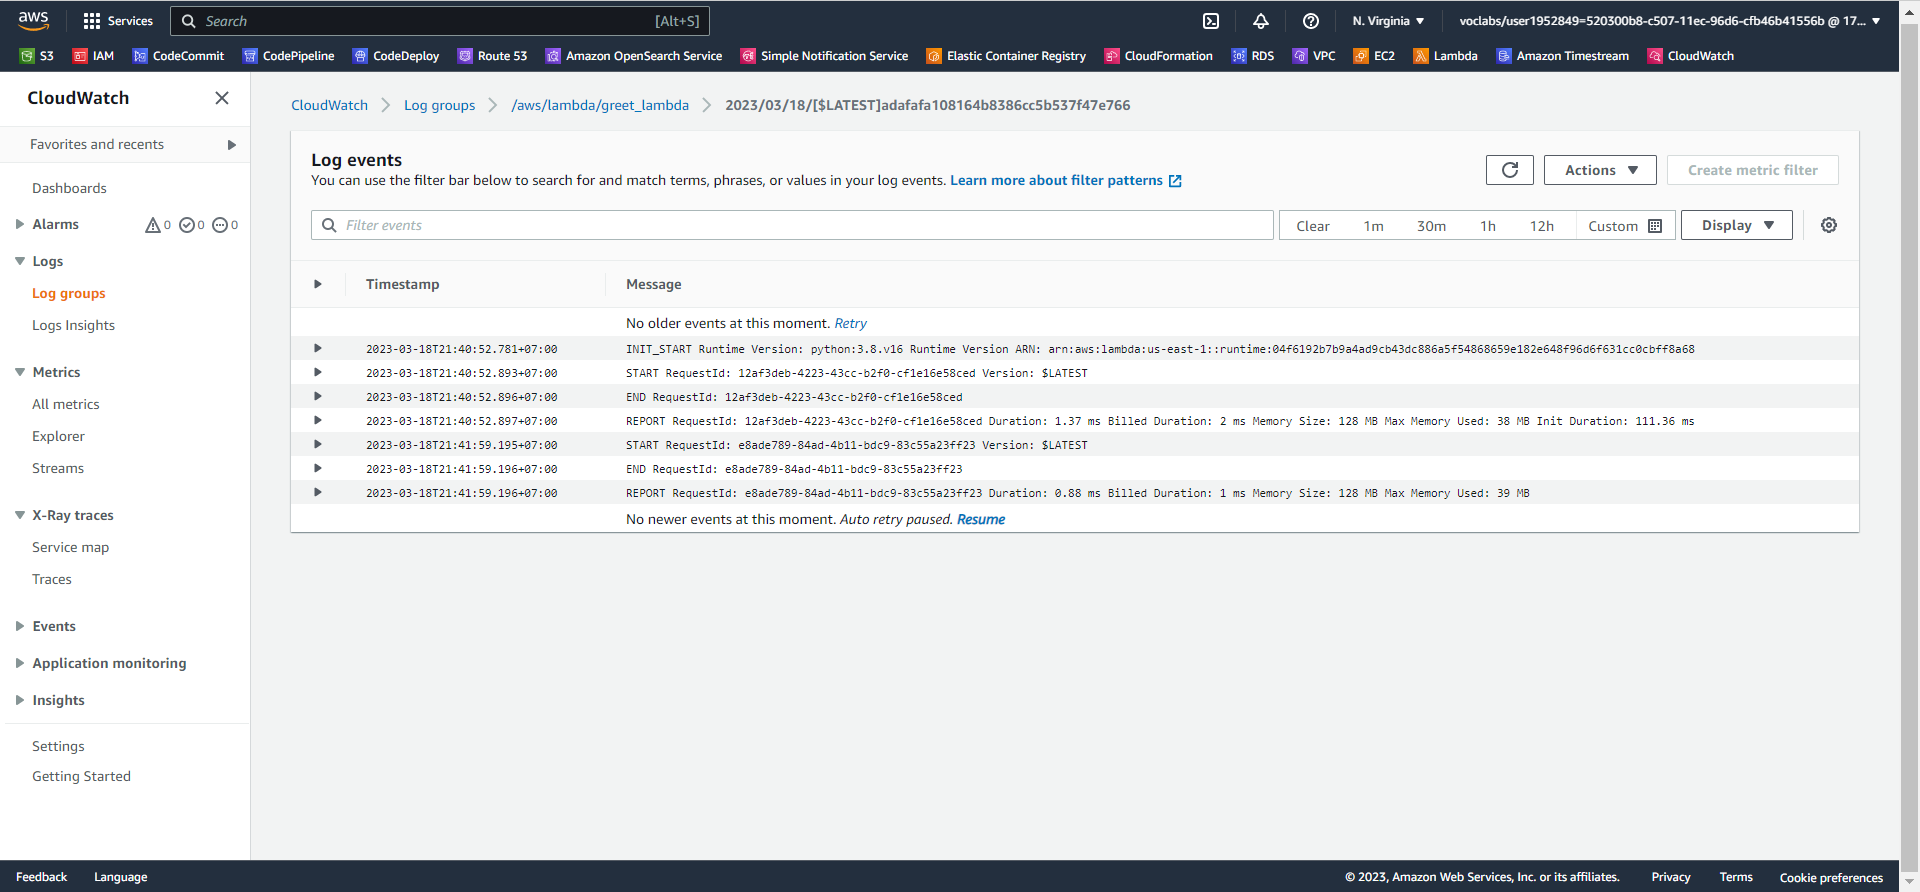 aws Services Search [Alt+S] N. Virginia voclabs/user1952849=520300b8-c507-11ec-96d6-cfb46b41556b @ 17...
S3 IAM CodeCommit CodePipeline CodeDeploy Route 53 Amazon OpenSearch Service Simple Notification Service Elastic Container Registry CloudFormation RDS VPC EC2 Lambda Amazon Timestream CloudWatch
CloudWatch
Favorites and recents
Dashboards
Alarms 0 0 0
Logs
Log groups
Logs Insights
Metrics
All metrics
Explorer
Streams
X-Ray traces
Service map
Traces
Events
Application monitoring
Insights
Settings
Getting Started
CloudWatch Log groups /aws/lambda/greet_lambda 2023/03/18/[$LATEST]adafafa108164b8386cc5b537f47e766
Log events
You can use the filter bar below to search for and match terms, phrases, or values in your log events. Learn more about filter patterns
Actions Create metric filter
Filter events Clear 1m 30m 1h 12h Custom Display
Timestamp Message
No older events at this moment. Retry
2023-03-18T21:40:52.781+07:00 INIT_START Runtime Version: python:3.8.v16 Runtime Version ARN: arn:aws:lambda:us-east-1::runtime:04f6192b7b9a4ad9cb43dc886a5f54868659e182e648f96d6f631cc0cbff8a68
2023-03-18T21:40:52.893+07:00 START RequestId: 12af3deb-4223-43cc-b2f0-cf1e16e58ced Version: $LATEST
2023-03-18T21:40:52.896+07:00 END RequestId: 12af3deb-4223-43cc-b2f0-cf1e16e58ced
2023-03-18T21:40:52.897+07:00 REPORT RequestId: 12af3deb-4223-43cc-b2f0-cf1e16e58ced Duration: 1.37 ms Billed Duration: 2 ms Memory Size: 128 MB Max Memory Used: 38 MB Init Duration: 111.36 ms
2023-03-18T21:41:59.195+07:00 START RequestId: e8ade789-84ad-4b11-bdc9-83c55a23ff23 Version: $LATEST
2023-03-18T21:41:59.196+07:00 END RequestId: e8ade789-84ad-4b11-bdc9-83c55a23ff23
2023-03-18T21:41:59.196+07:00 REPORT RequestId: e8ade789-84ad-4b11-bdc9-83c55a23ff23 Duration: 0.88 ms Billed Duration: 1 ms Memory Size: 128 MB Max Memory Used: 39 MB
No newer events at this moment. Auto retry paused. Resume
Feedback Language © 2023, Amazon Web Services, Inc. or its affiliates. Privacy Terms Cookie preferences